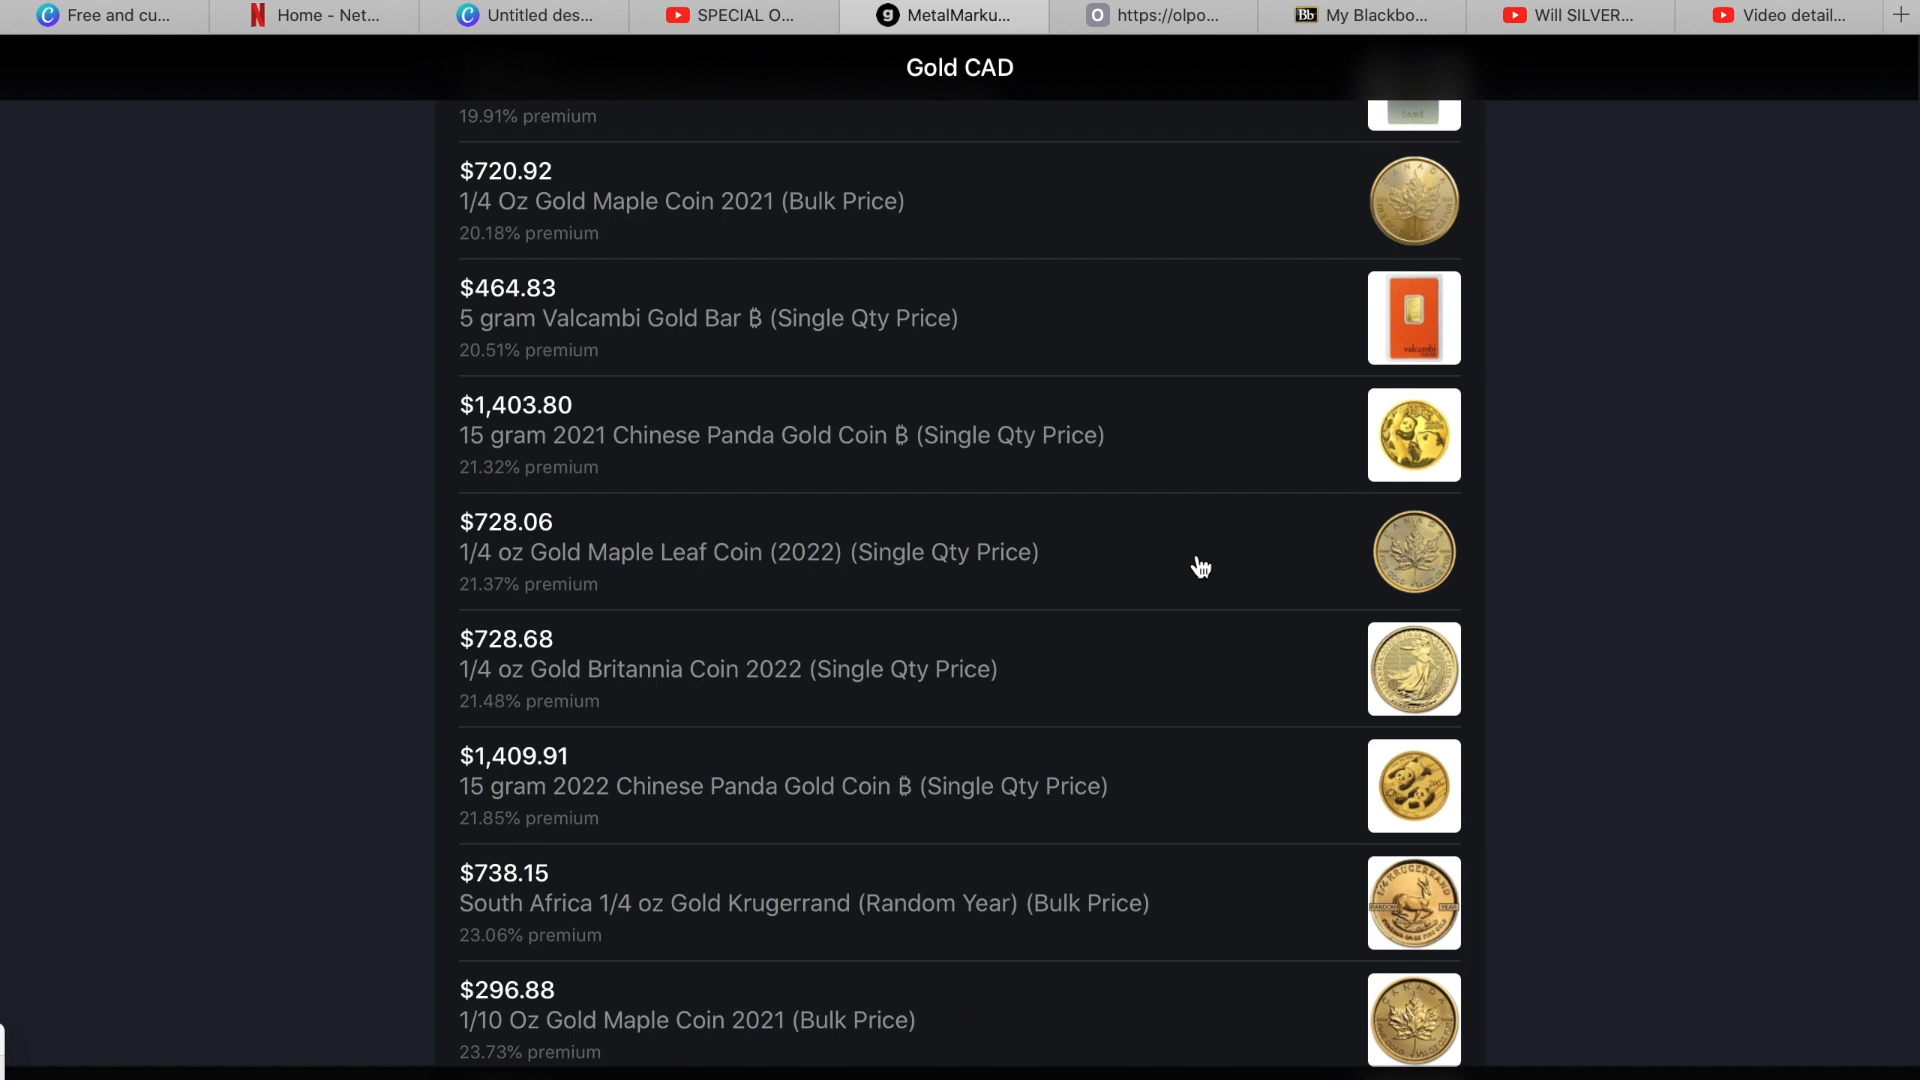 Free and cu...
Home - Net...
Untitled des...
SPECIAL O...
MetalMarku...
https://olpo...
My Blackbo...
Will SILVER...
Video detail...
Gold CAD
19.91% premium
$720.92
1/4 Oz Gold Maple Coin 2021 (Bulk Price)
20.18% premium
$464.83
5 gram Valcambi Gold Bar ₿ (Single Qty Price)
20.51% premium
valcambi
$1,403.80
15 gram 2021 Chinese Panda Gold Coin ₿ (Single Qty Price)
21.32% premium
$728.06
1/4 oz Gold Maple Leaf Coin (2022) (Single Qty Price)
21.37% premium
$728.68
1/4 oz Gold Britannia Coin 2022 (Single Qty Price)
21.48% premium
$1,409.91
15 gram 2022 Chinese Panda Gold Coin ₿ (Single Qty Price)
21.85% premium
$738.15
South Africa 1/4 oz Gold Krugerrand (Random Year) (Bulk Price)
23.06% premium
RANDOM YEAR
$296.88
1/10 Oz Gold Maple Coin 2021 (Bulk Price)
23.73% premium